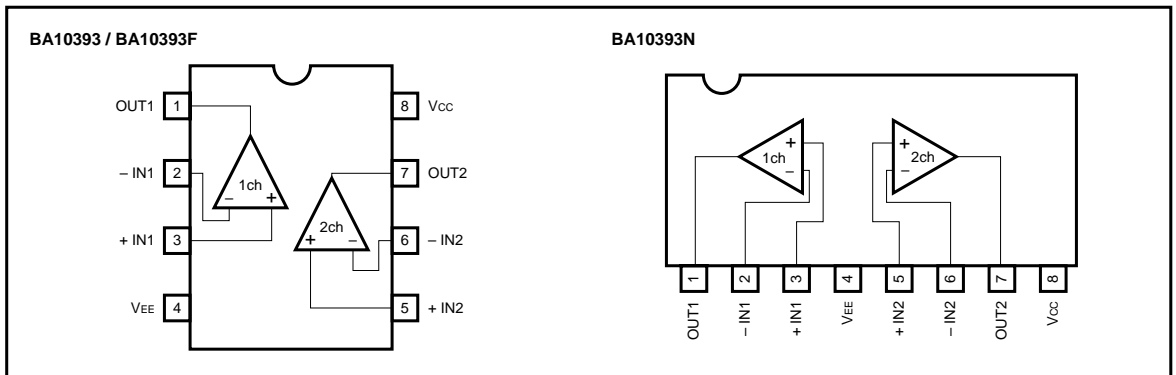 BA10393 / BA10393F
OUT1 1
– IN1 2
+ IN1 3
VEE 4
8 Vcc
7 OUT2
6 – IN2
5 + IN2
1ch
– +
2ch
+ –
BA10393N
1ch
+
–
2ch
+
–
1 2 3 4 5 6 7 8
OUT1
– IN1
+ IN1
VEE
+ IN2
– IN2
OUT2
Vcc